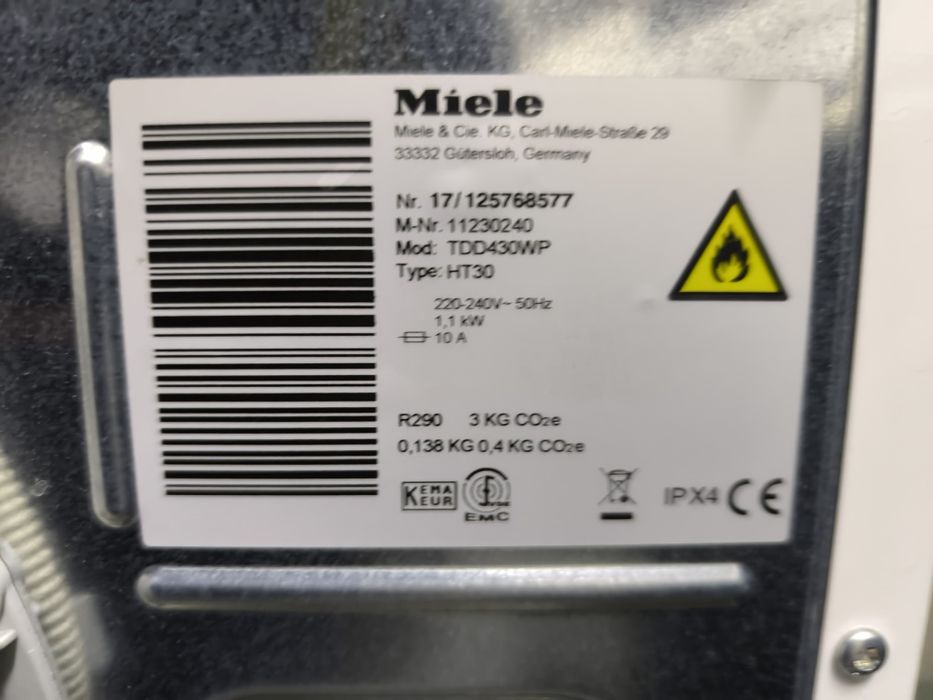 Miele
Miele & Cie. KG, Carl-Miele-Straße 29
33332 Gütersloh, Germany
Nr. 17/125768577
M-Nr. 11230240
Mod: TDD430WP
Type: HT30
220-240V~ 50Hz
1,1 kW
10 A
R290 3 KG CO2e
0,138 KG 0,4 KG CO2e
KEMA
EUR
EMC
IPX4 CE